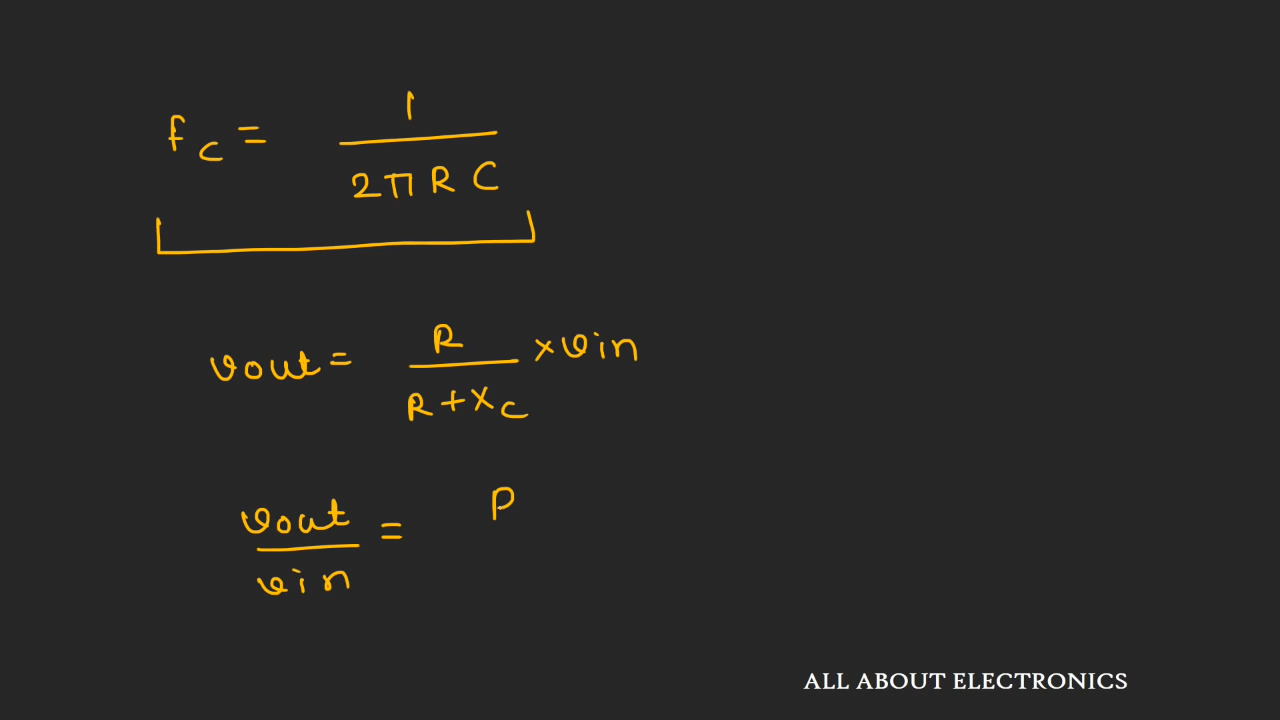 fc = 1 / 2πRC
vout = R / R + Xc × vin
vout / vin = P
ALL ABOUT ELECTRONICS